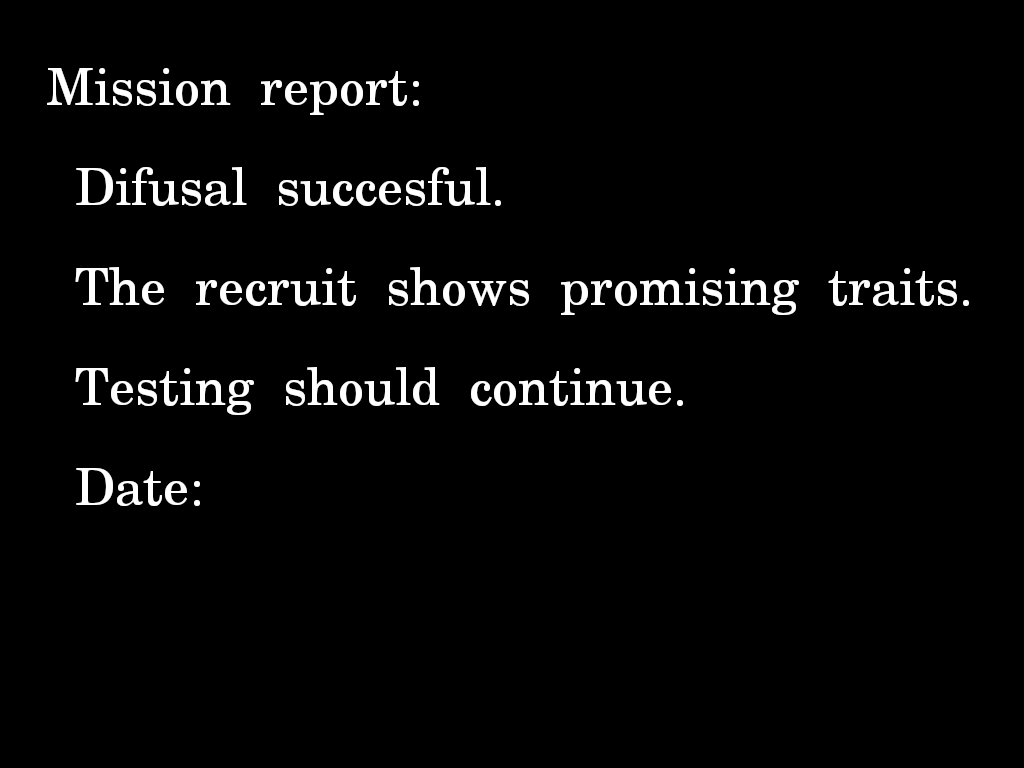 Mission report:
Difusal succesful.
The recruit shows promising traits.
Testing should continue.
Date: